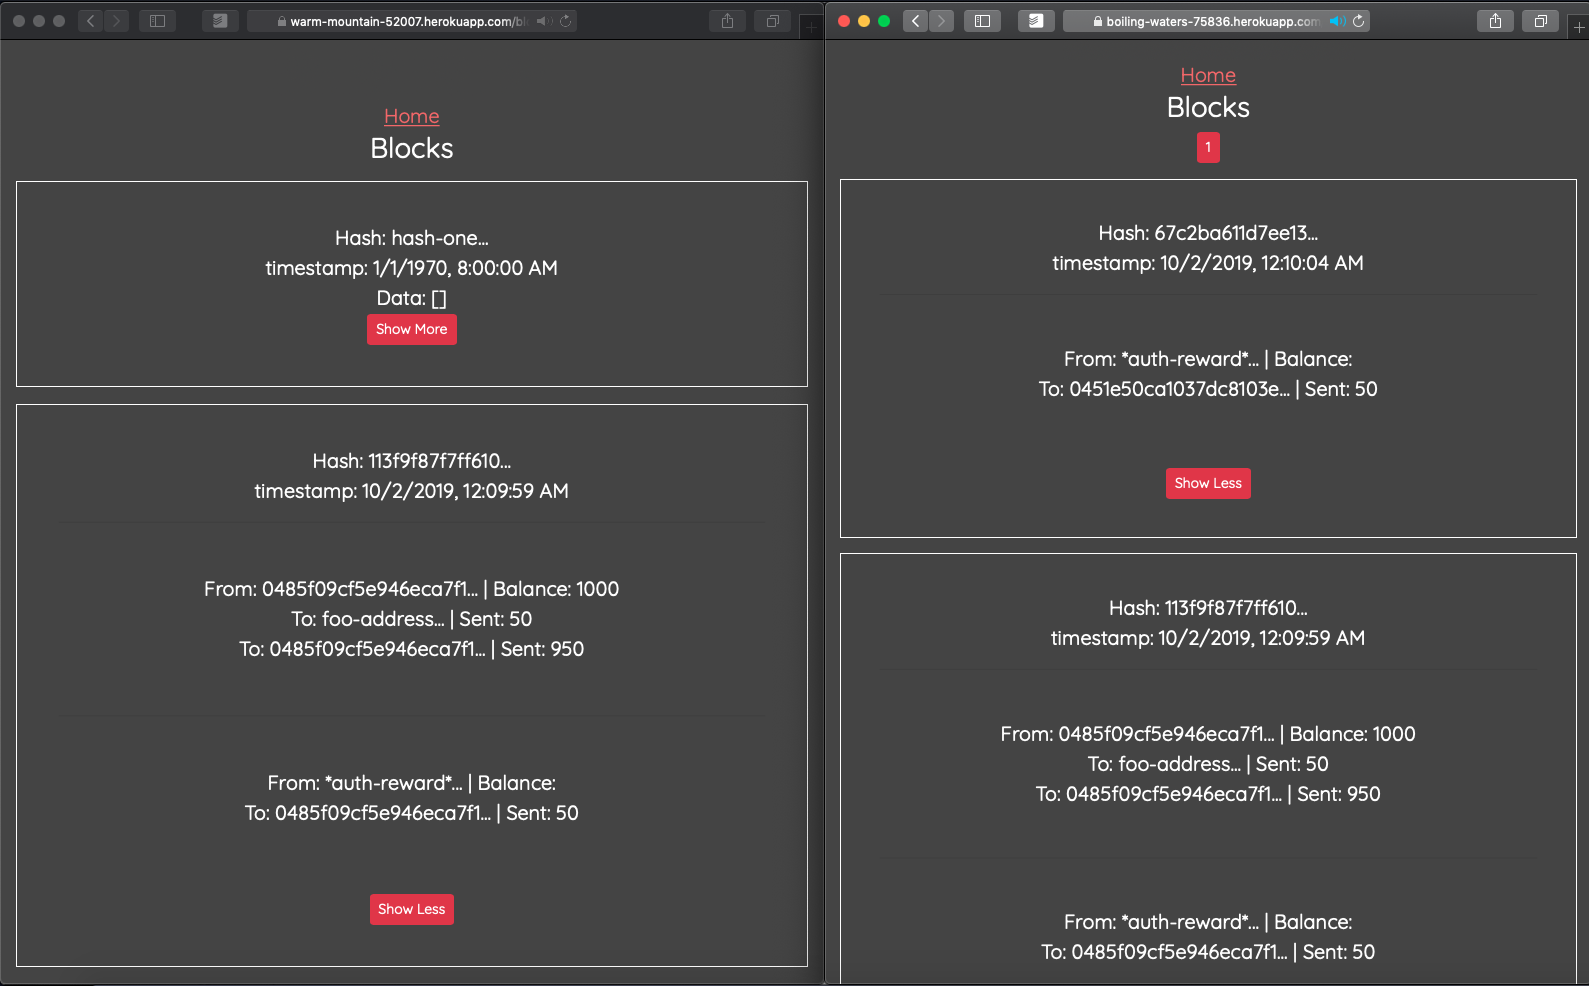 warm-mountain-52007.herokuapp.com/blo
Home
Blocks
Hash: hash-one...
timestamp: 1/1/1970, 8:00:00 AM
Data: []
Show More
Hash: 113f9f87f7ff610...
timestamp: 10/2/2019, 12:09:59 AM
From: 0485f09cf5e946eca7f1... | Balance: 1000
To: foo-address... | Sent: 50
To: 0485f09cf5e946eca7f1... | Sent: 950
From: *auth-reward*... | Balance:
To: 0485f09cf5e946eca7f1... | Sent: 50
Show Less
boiling-waters-75836.herokuapp.com
Home
Blocks
1
Hash: 67c2ba611d7ee13...
timestamp: 10/2/2019, 12:10:04 AM
From: *auth-reward*... | Balance:
To: 0451e50ca1037dc8103e... | Sent: 50
Show Less
Hash: 113f9f87f7ff610...
timestamp: 10/2/2019, 12:09:59 AM
From: 0485f09cf5e946eca7f1... | Balance: 1000
To: foo-address... | Sent: 50
To: 0485f09cf5e946eca7f1... | Sent: 950
From: *auth-reward*... | Balance:
To: 0485f09cf5e946eca7f1... | Sent: 50